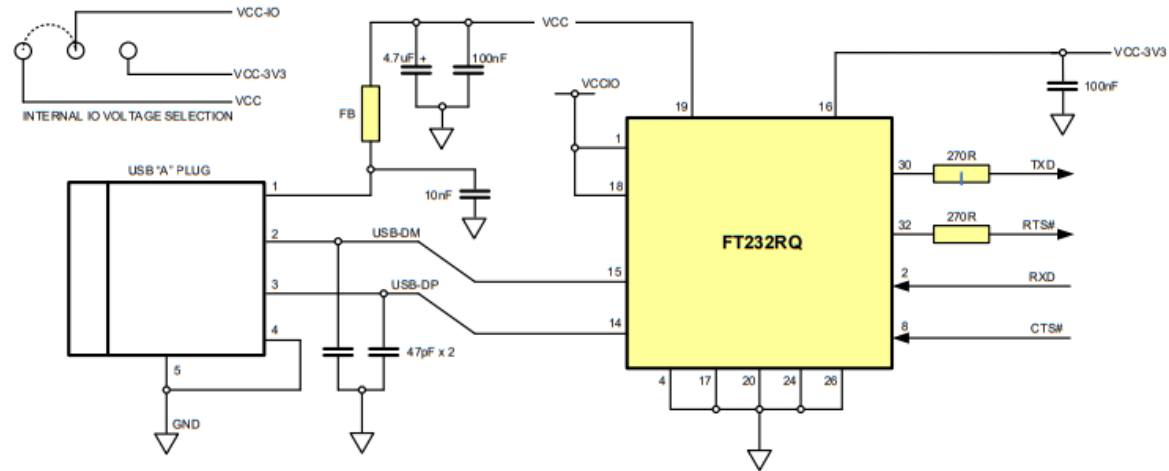 VCC-IO
VCC-3V3
VCC
INTERNAL IO VOLTAGE SELECTION
VCC
4.7uF +
100nF
FB
10nF
VCCIO
VCC-3V3
100nF
USB "A" PLUG
1
2
3
4
5
GND
USB-DM
USB-DP
47pF x 2
19
16
1
18
15
14
FT232RQ
30
270R
TXD
32
270R
RTS#
2
RXD
8
CTS#
4
17
20
24
26